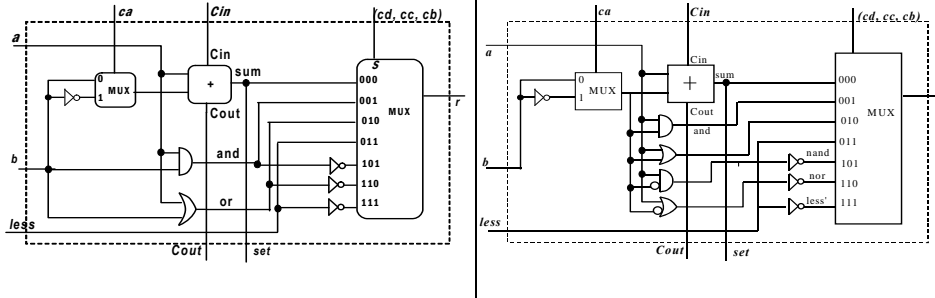 ca
Cin
(cd, cc, cb)
a
Cin
S
0
1
MUX
+
sum
Cout
000
001
010
011
101
110
111
MUX
r
b
and
or
less
Cout
set
ca
Cin
(cd, cc, cb)
a
Cin
0
1
MUX
+
sum
Cout
and
000
001
010
011
101
110
111
MUX
nand
nor
less'
b
less
Cout
set